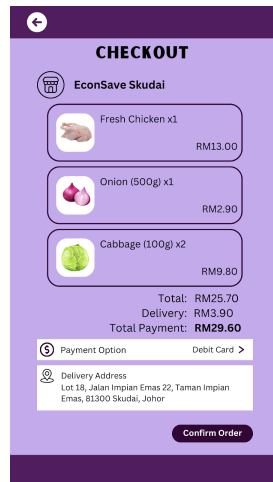 CHECKOUT
EconSave Skudai
Fresh Chicken x1
RM13.00
Onion (500g) x1
RM2.90
Cabbage (100g) x2
RM9.80
Total: RM25.70
Delivery: RM3.90
Total Payment: RM29.60
Payment Option Debit Card >
Delivery Address
Lot 18, Jalan Impian Emas 22, Taman Impian
Emas, 81300 Skudai, Johor
Confirm Order